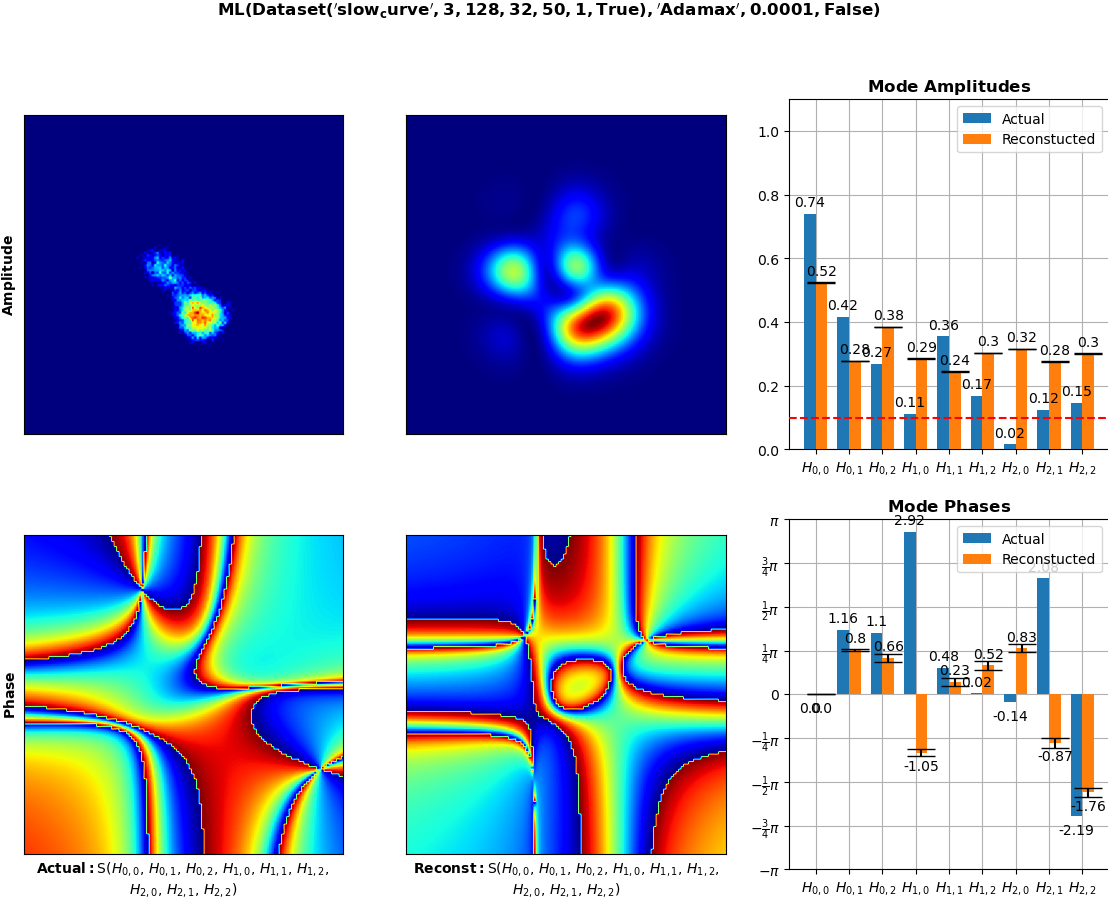 ML(Dataset('slow_curve', 3, 128, 32, 50, 1, True), 'Adamax', 0.0001, False)
Amplitude
Mode Amplitudes
Actual
Reconstucted
1.0
0.8
0.6
0.4
0.2
0.0
0.74
0.52
0.42
0.28
0.27
0.38
0.11
0.29
0.36
0.24
0.17
0.3
0.02
0.32
0.12
0.28
0.15
0.3
H0,0 H0,1 H0,2 H1,0 H1,1 H1,2 H2,0 H2,1 H2,2
Phase
Actual: S(H0,0, H0,1, H0,2, H1,0, H1,1, H1,2,
H2,0, H2,1, H2,2)
Reconst: S(H0,0, H0,1, H0,2, H1,0, H1,1, H1,2,
H2,0, H2,1, H2,2)
Mode Phases
Actual
Reconstucted
π
3/4π
1/2π
1/4π
0
−1/4π
−1/2π
−3/4π
−π
0.0
0.0
1.16
0.8
1.1
0.66
2.92
-1.05
0.48
0.23
0.02
0.52
-0.14
0.83
2.08
-0.87
-2.19
-1.76
H0,0 H0,1 H0,2 H1,0 H1,1 H1,2 H2,0 H2,1 H2,2